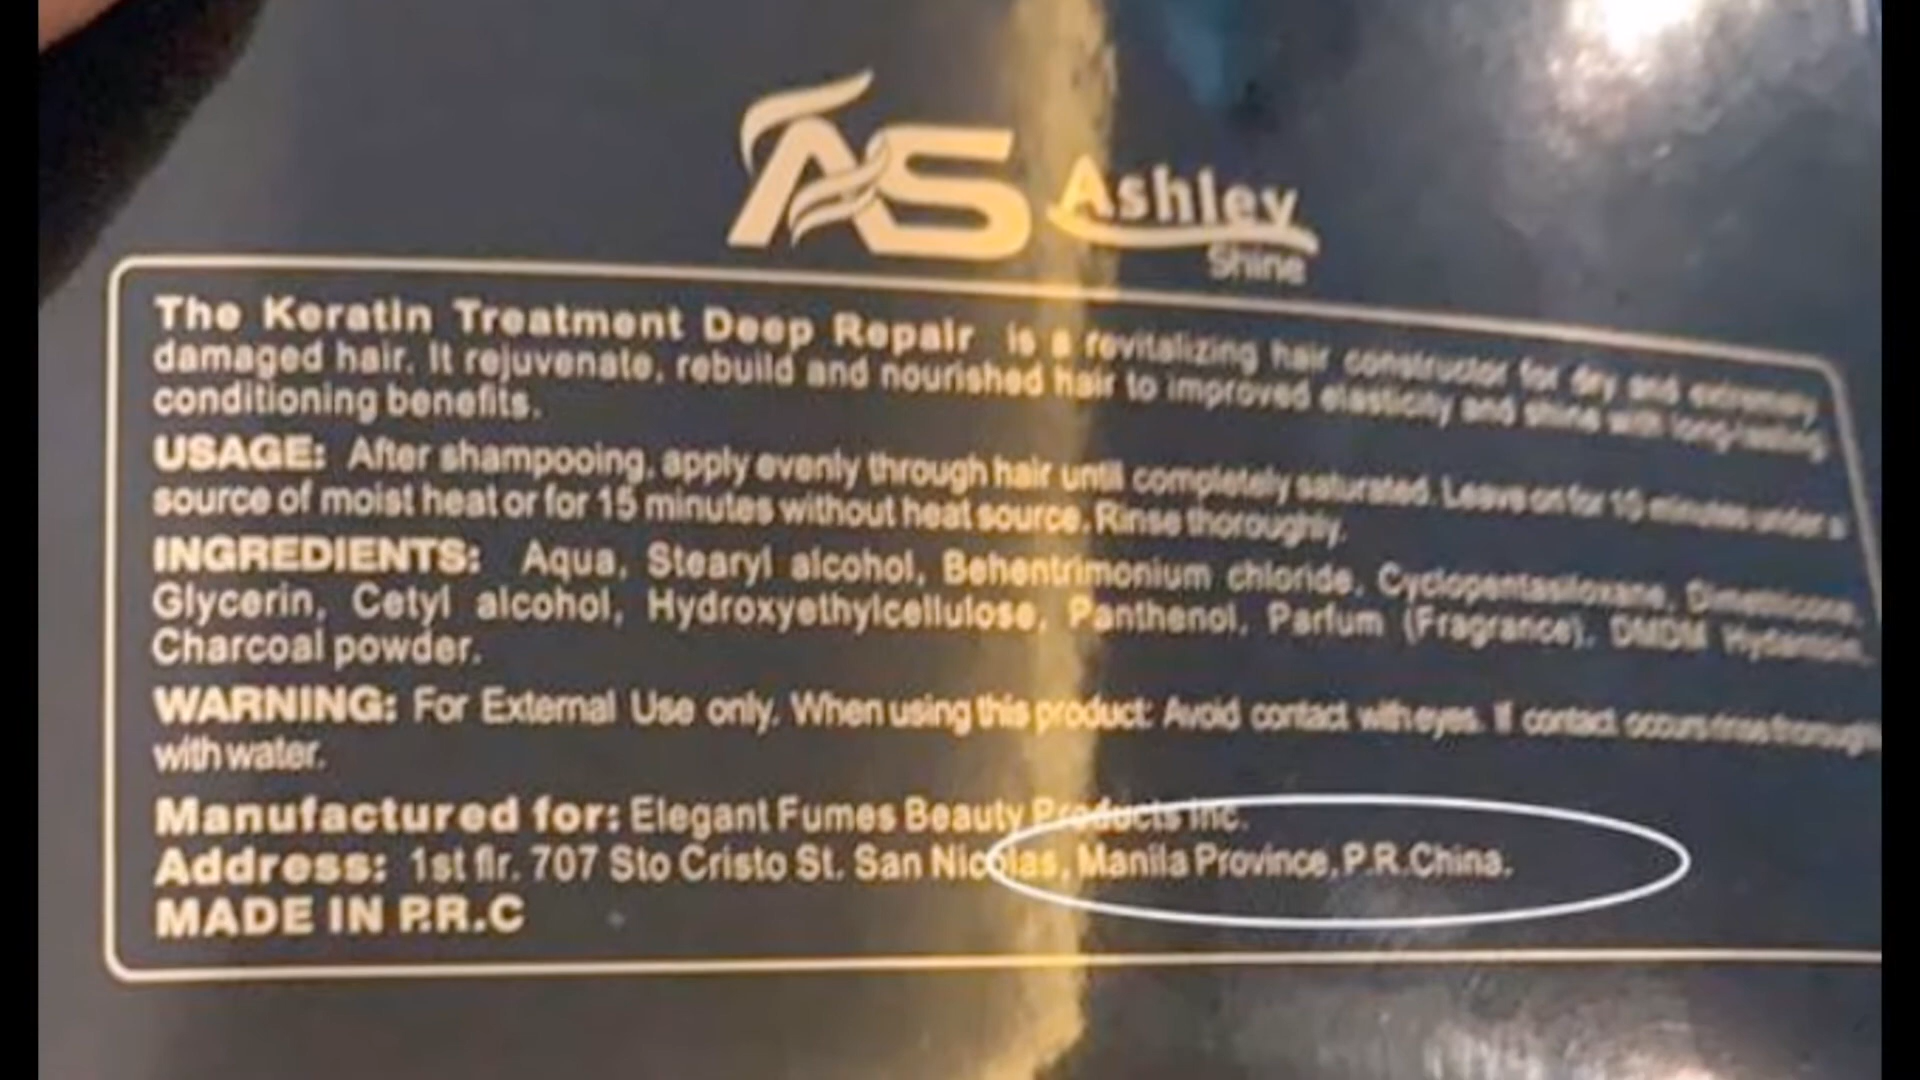 AS Ashley
Shine
The Keratin Treatment Deep Repair is a revitalizing hair constructor for dry and extremely
damaged hair. It rejuvenate, rebuild and nourished hair to improved elasticity and shine with long-lasting
conditioning benefits.
USAGE: After shampooing, apply evenly through hair until completely saturated. Leave on for 10 minutes under a
source of moist heat or for 15 minutes without heat source. Rinse thoroughly.
INGREDIENTS: Aqua, Stearyl alcohol, Behentrimonium chloride, Cyclopentasiloxane, Dimethicone,
Glycerin, Cetyl alcohol, Hydroxyethylcellulose, Panthenol, Parfum (Fragrance), DMDM Hydantoin,
Charcoal powder.
WARNING: For External Use only. When using this product: Avoid contact with eyes. If contact occurs rinse thorough
with water.
Manufactured for: Elegant Fumes Beauty Products Inc.
Address: 1st flr. 707 Sto Cristo St. San Nicolas, Manila Province, P.R.China.
MADE IN P.R.C